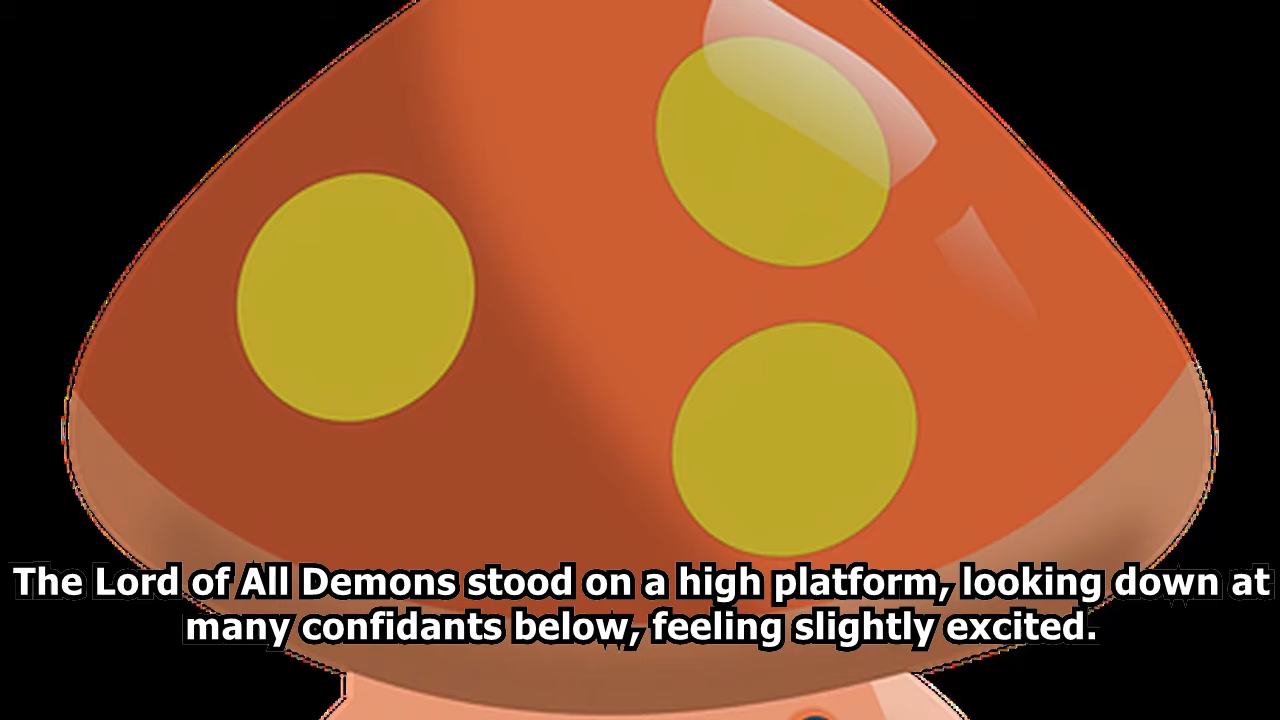 The Lord of All Demons stood on a high platform, looking down at
many confidants below, feeling slightly excited.